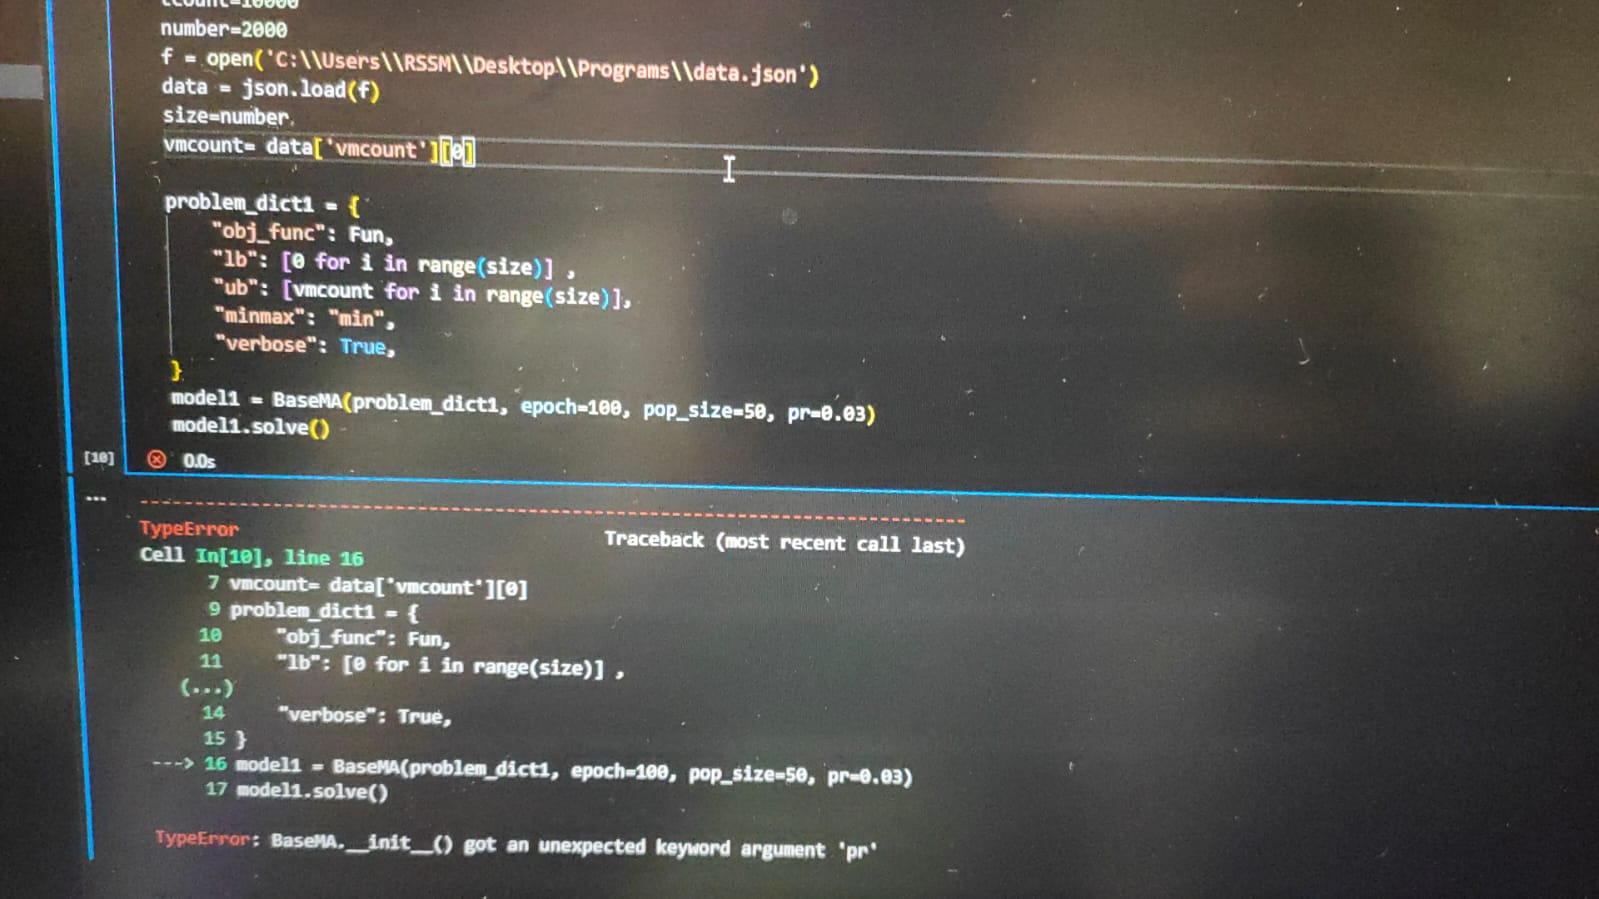 number=2000
f = open('C:\\Users\\RSSM\\Desktop\\Programs\\data.json')
data = json.load(f)
size=number
vmcount= data['vmcount'][0]
problem_dict1 = {
"obj_func": Fun,
"lb": [0 for i in range(size)] ,
"ub": [vmcount for i in range(size)],
"minmax": "min",
"verbose": True,
}
model1 = BaseMA(problem_dict1, epoch=100, pop_size=50, pr=0.03)
model1.solve()
[10] 0.0s
...
TypeError Traceback (most recent call last)
Cell In[10], line 16
7 vmcount= data['vmcount'][0]
9 problem_dict1 = {
10 "obj_func": Fun,
11 "lb": [0 for i in range(size)] ,
(...)
14 "verbose": True,
15 }
---> 16 model1 = BaseMA(problem_dict1, epoch=100, pop_size=50, pr=0.03)
17 model1.solve()
TypeError: BaseMA.__init__() got an unexpected keyword argument 'pr'